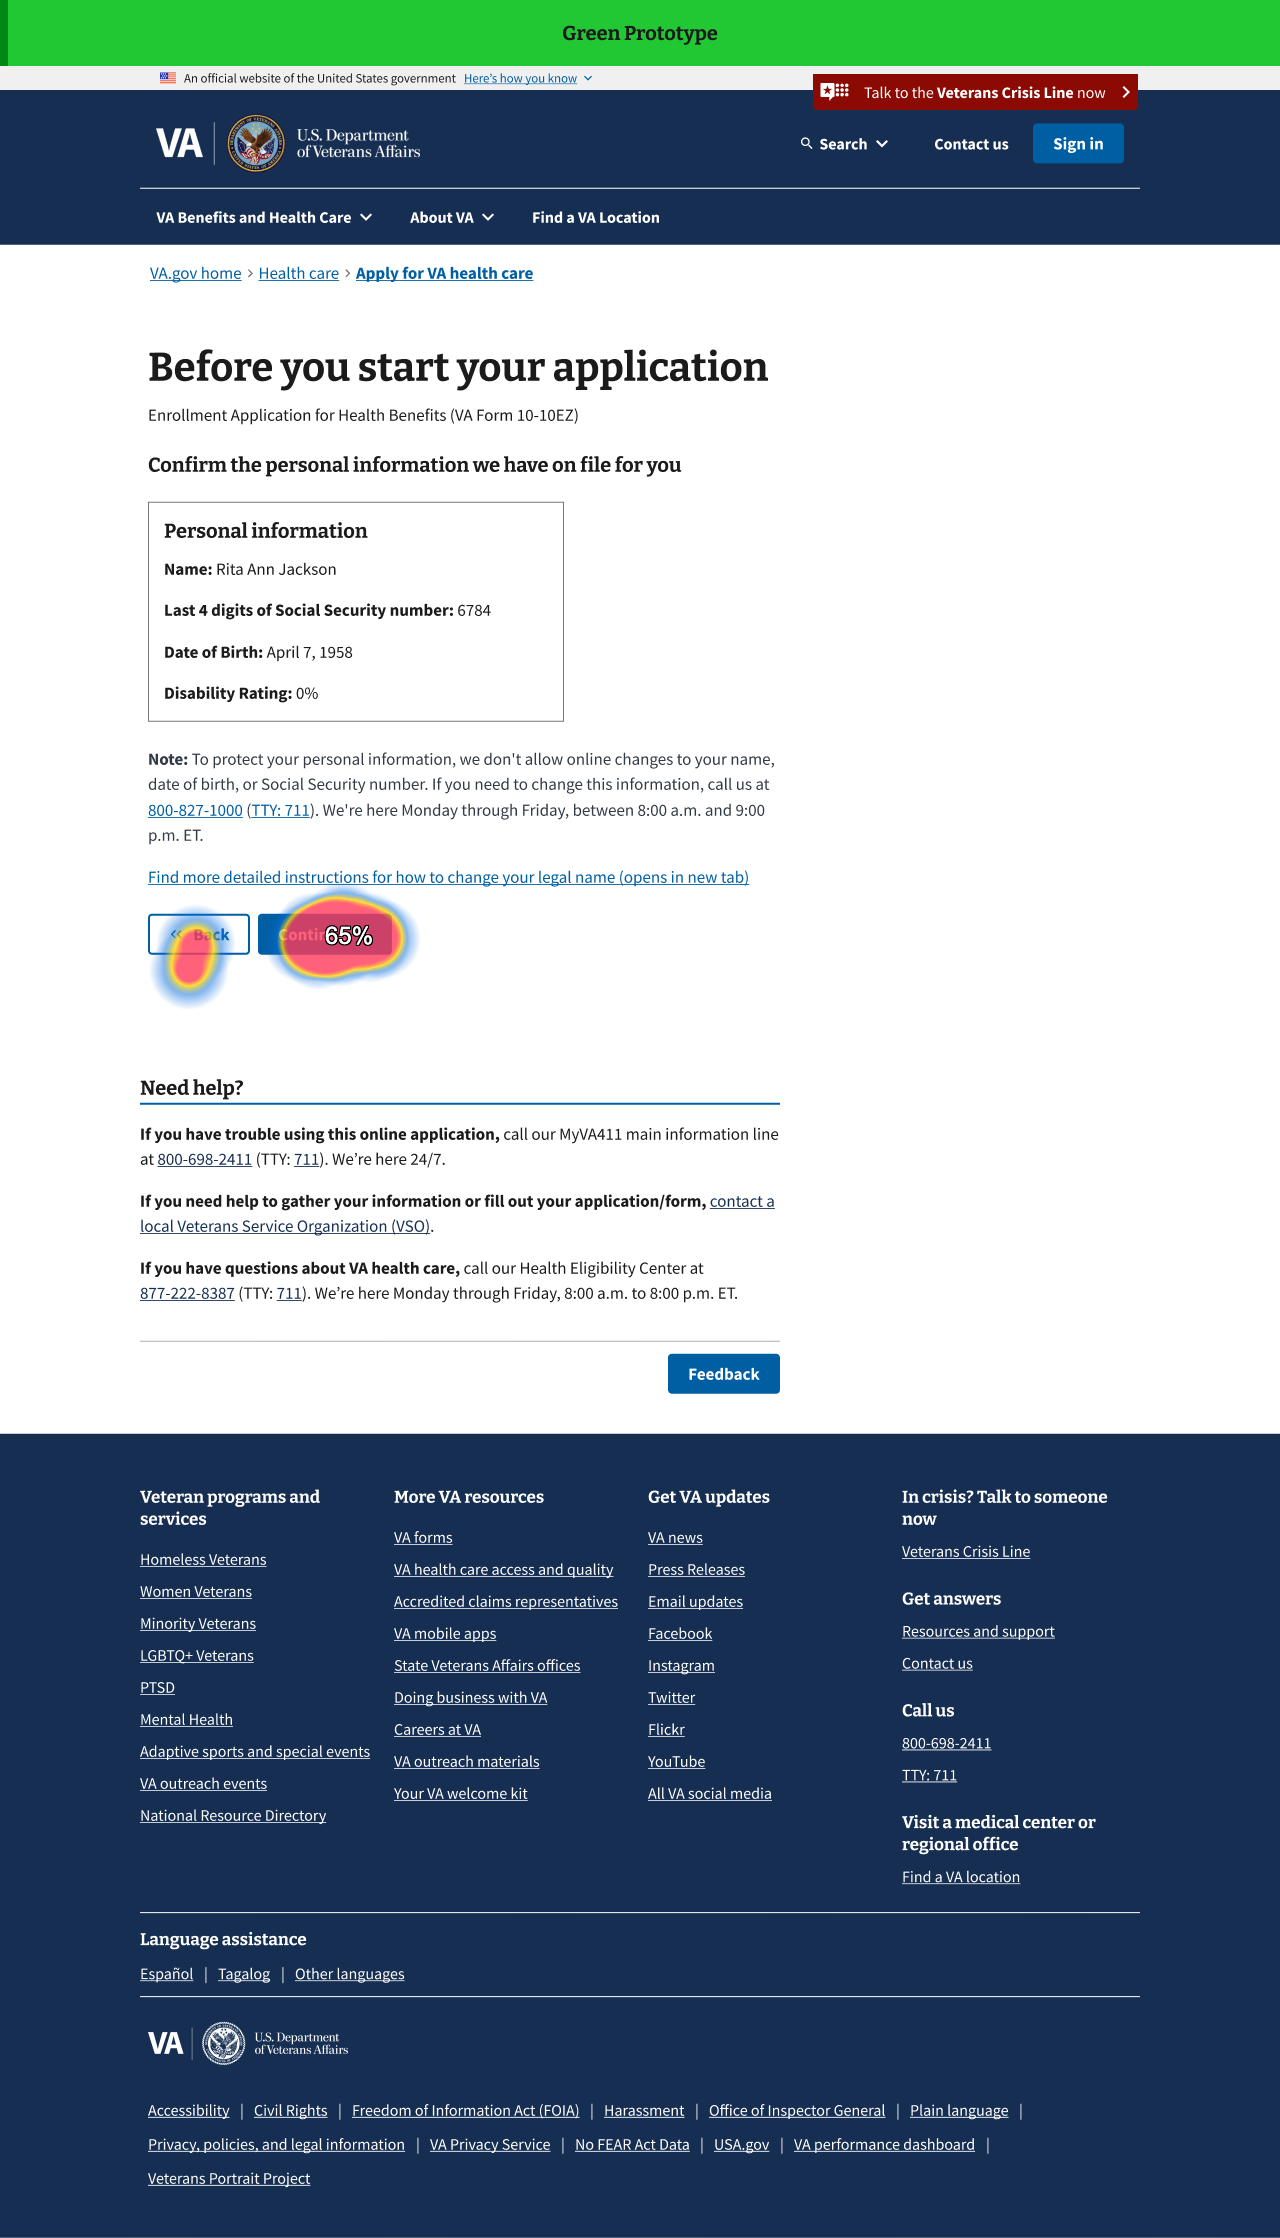 Green Prototype
An official website of the United States government Here's how you know
Talk to the Veterans Crisis Line now
VA U.S. Department
of Veterans Affairs
Search
Contact us
Sign in
VA Benefits and Health Care
About VA
Find a VA Location
VA.gov home > Health care > Apply for VA health care
Before you start your application
Enrollment Application for Health Benefits (VA Form 10-10EZ)
Confirm the personal information we have on file for you
Personal information
Name: Rita Ann Jackson
Last 4 digits of Social Security number: 6784
Date of Birth: April 7, 1958
Disability Rating: 0%
Note: To protect your personal information, we don't allow online changes to your name,
date of birth, or Social Security number. If you need to change this information, call us at
800-827-1000 (TTY: 711). We're here Monday through Friday, between 8:00 a.m. and 9:00
p.m. ET.
Find more detailed instructions for how to change your legal name (opens in new tab)
Back
65%
Need help?
If you have trouble using this online application, call our MyVA411 main information line
at 800-698-2411 (TTY: 711). We’re here 24/7.
If you need help to gather your information or fill out your application/form, contact a
local Veterans Service Organization (VSO).
If you have questions about VA health care, call our Health Eligibility Center at
877-222-8387 (TTY: 711). We’re here Monday through Friday, 8:00 a.m. to 8:00 p.m. ET.
Feedback
Veteran programs and
services
Homeless Veterans
Women Veterans
Minority Veterans
LGBTQ+ Veterans
PTSD
Mental Health
Adaptive sports and special events
VA outreach events
National Resource Directory
More VA resources
VA forms
VA health care access and quality
Accredited claims representatives
VA mobile apps
State Veterans Affairs offices
Doing business with VA
Careers at VA
VA outreach materials
Your VA welcome kit
Get VA updates
VA news
Press Releases
Email updates
Facebook
Instagram
Twitter
Flickr
YouTube
All VA social media
In crisis? Talk to someone
now
Veterans Crisis Line
Get answers
Resources and support
Contact us
Call us
800-698-2411
TTY: 711
Visit a medical center or
regional office
Find a VA location
Language assistance
Español | Tagalog | Other languages
VA U.S. Department
of Veterans Affairs
Accessibility | Civil Rights | Freedom of Information Act (FOIA) | Harassment | Office of Inspector General | Plain language |
Privacy, policies, and legal information | VA Privacy Service | No FEAR Act Data | USA.gov | VA performance dashboard |
Veterans Portrait Project